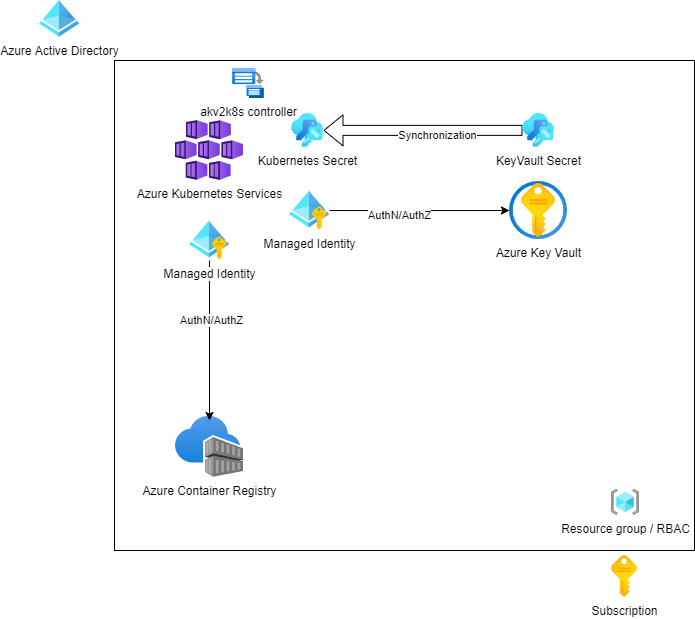 Azure Active Directory
akv2k8s controller
Synchronization
Kubernetes Secret
KeyVault Secret
Azure Kubernetes Services
AuthN/AuthZ
Managed Identity
Azure Key Vault
Managed Identity
AuthN/AuthZ
Azure Container Registry
Resource group / RBAC
Subscription